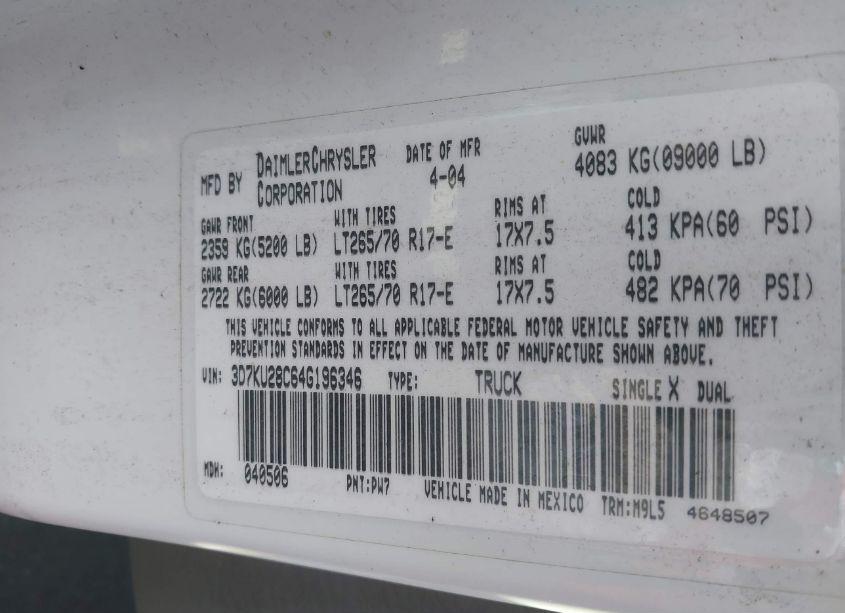 MFD BY DAIMLERCHRYSLER CORPORATION DATE OF MFR 4-04 GVWR 4083 KG(09000 LB)
GAWR FRONT WITH TIRES RIMS AT COLD
2359 KG(5200 LB) LT265/70 R17-E 17X7.5 413 KPA(60 PSI)
GAWR REAR WITH TIRES RIMS AT COLD
2722 KG(6000 LB) LT265/70 R17-E 17X7.5 482 KPA(70 PSI)
THIS VEHICLE CONFORMS TO ALL APPLICABLE FEDERAL MOTOR VEHICLE SAFETY AND THEFT
PREVENTION STANDARDS IN EFFECT ON THE DATE OF MANUFACTURE SHOWN ABOVE.
VIN: 3D7KU28C64G196346 TYPE: TRUCK SINGLE X DUAL
MDH: 040506 PNT:PW7 VEHICLE MADE IN MEXICO TRM:M9L5 4648507